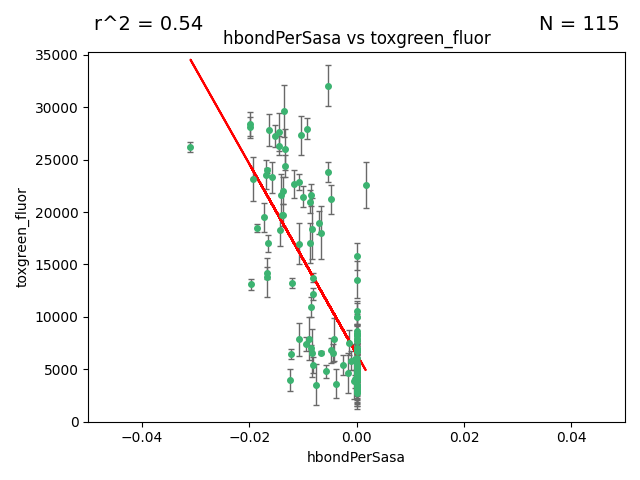 r^2 = 0.54
N = 115
hbondPerSasa vs toxgreen_fluor
35000
30000
25000
20000
15000
10000
5000
0
toxgreen_fluor
−0.04
−0.02
0.00
0.02
0.04
hbondPerSasa